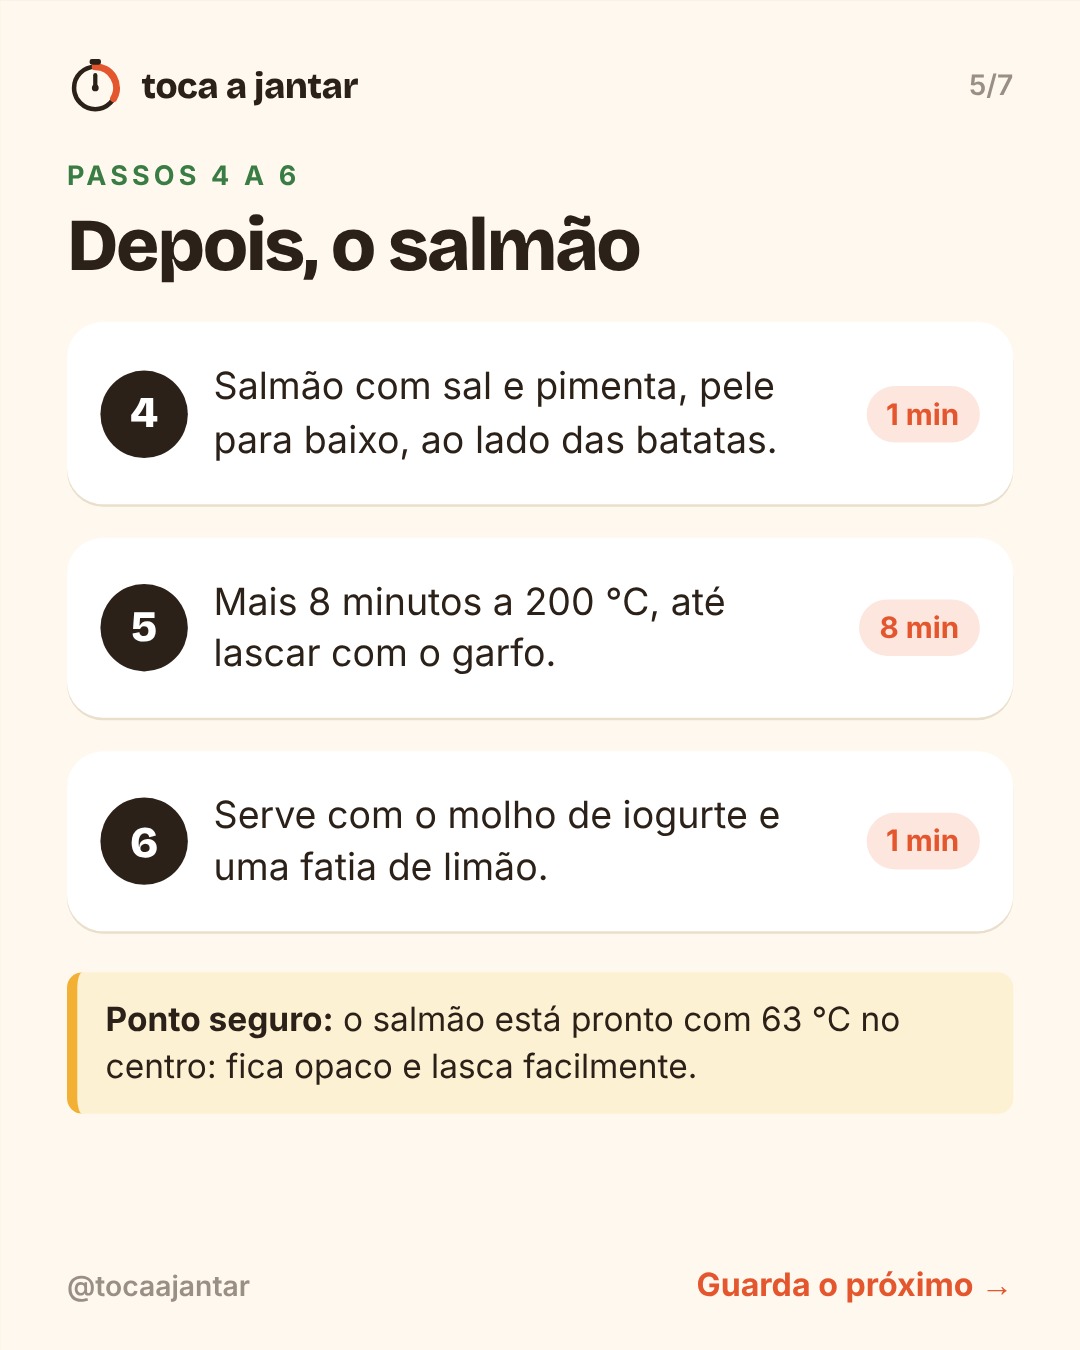 toca a jantar
5/7
PASSOS 4 A 6
Depois, o salmão
4
Salmão com sal e pimenta, pele
para baixo, ao lado das batatas.
1 min
5
Mais 8 minutos a 200 °C, até
lascar com o garfo.
8 min
6
Serve com o molho de iogurte e
uma fatia de limão.
1 min
Ponto seguro: o salmão está pronto com 63 °C no
centro: fica opaco e lasca facilmente.
@tocaajantar
Guarda o próximo →